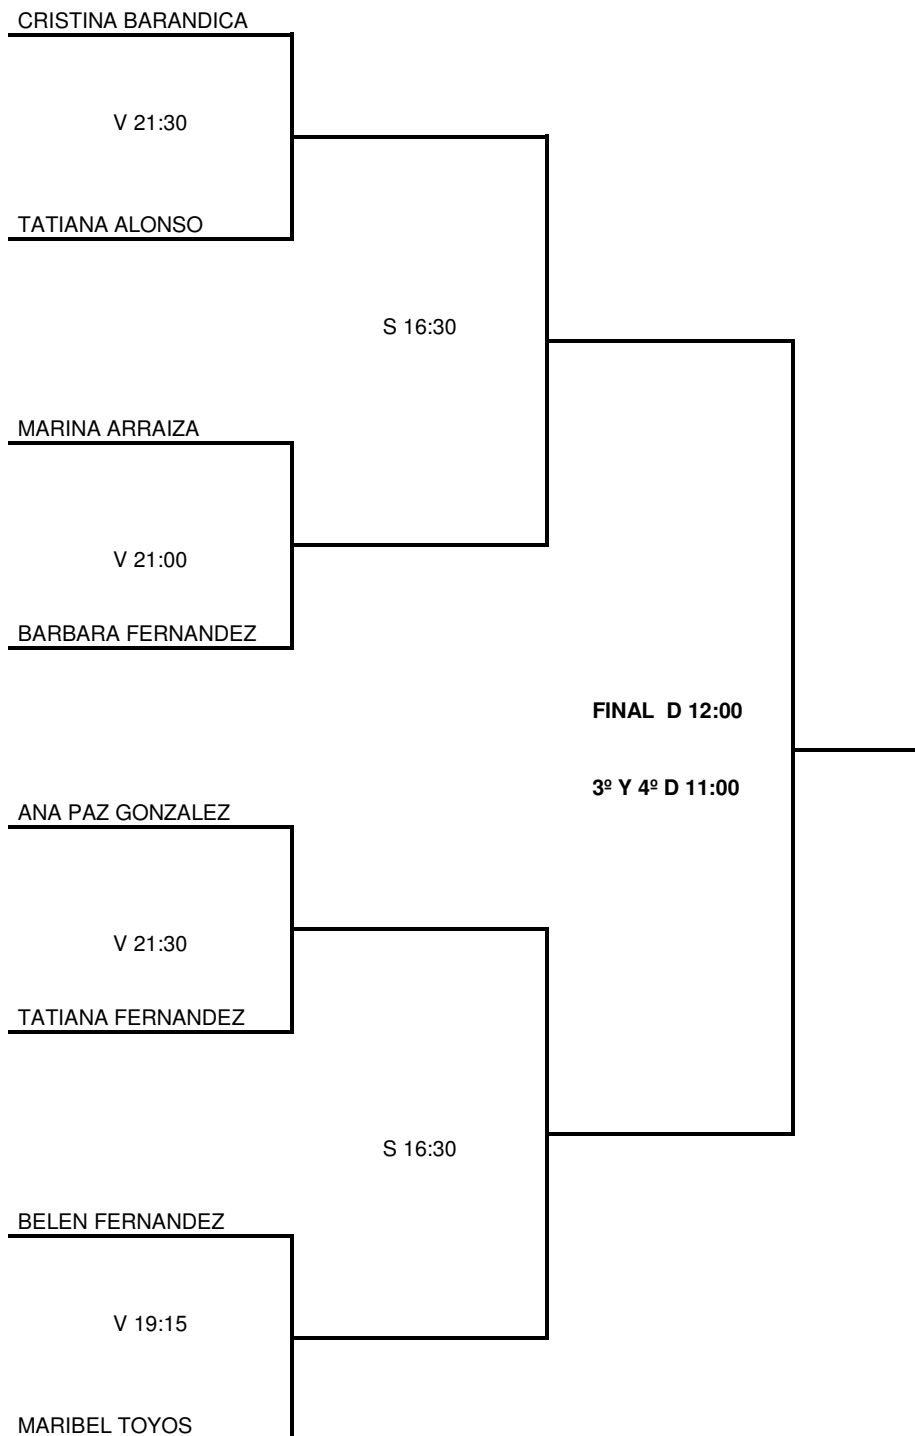 CRISTINA BARANDICA
V 21:30
TATIANA ALONSO
S 16:30
MARINA ARRAIZA
V 21:00
BARBARA FERNANDEZ
FINAL D 12:00
3º Y 4º D 11:00
ANA PAZ GONZALEZ
V 21:30
TATIANA FERNANDEZ
S 16:30
BELEN FERNANDEZ
V 19:15
MARIBEL TOYOS